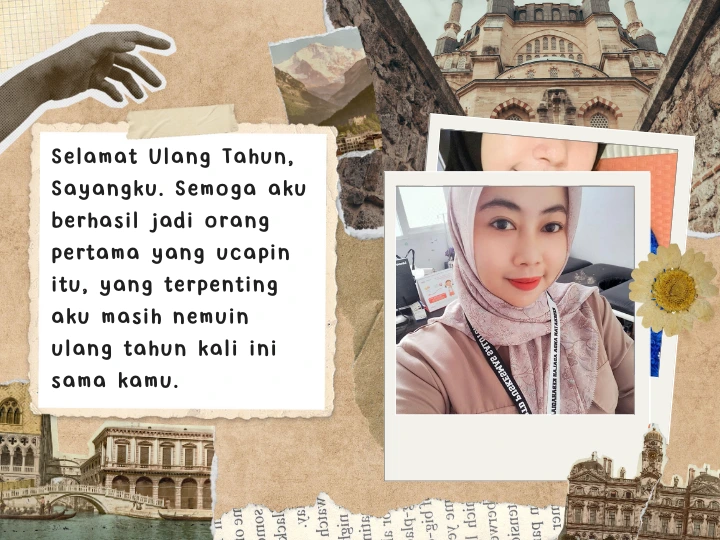 Selamat Ulang Tahun,
Sayangku. Semoga aku
berhasil jadi orang
pertama yang ucapin
itu, yang terpenting
aku masih nemuin
ulang tahun kali ini
sama kamu.